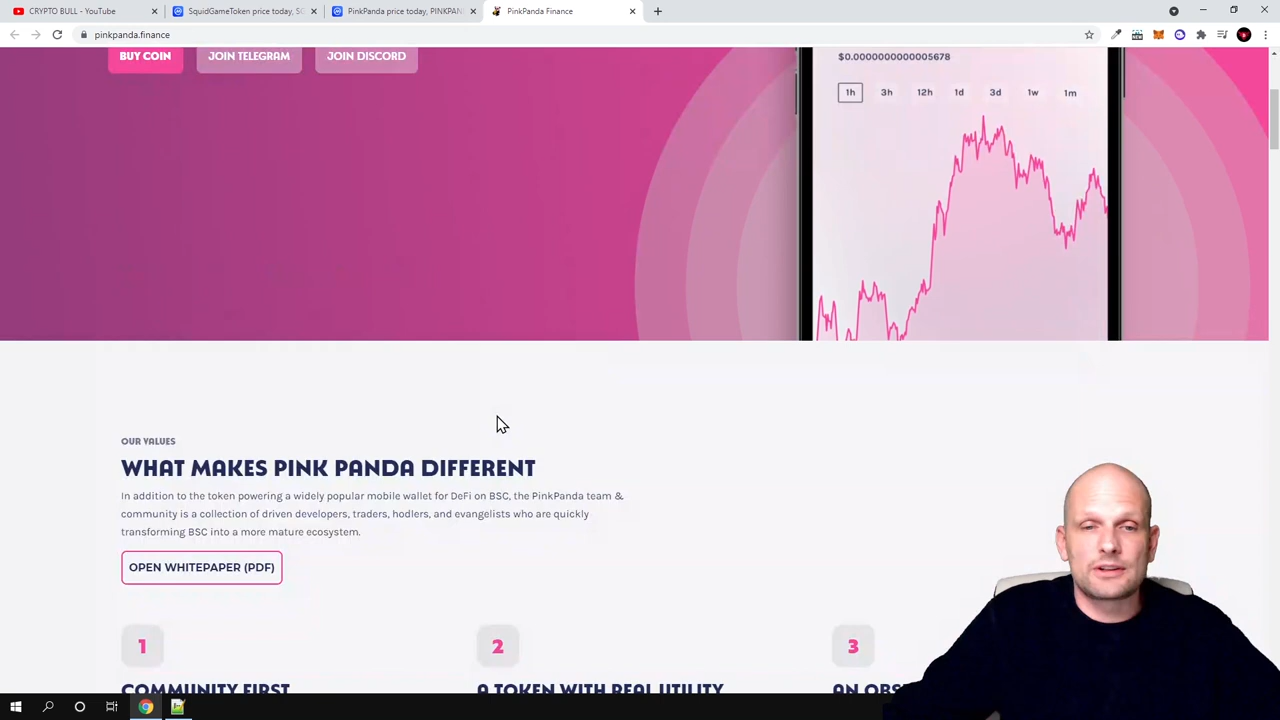 CRYPTO BULL - YouTube
SquidGameToken price today, S
PinkPanda price today, PINKPAN
PinkPanda Finance
pinkpanda.finance
BUY COIN
JOIN TELEGRAM
JOIN DISCORD
$0.0000000000005678
1h 3h 12h 1d 3d 1w 1m
OUR VALUES
WHAT MAKES PINK PANDA DIFFERENT
In addition to the token powering a widely popular mobile wallet for DeFi on BSC, the PinkPanda team &
community is a collection of driven developers, traders, hodlers, and evangelists who are quickly
transforming BSC into a more mature ecosystem.
OPEN WHITEPAPER (PDF)
1
2
3
COMMUNITY FIRST
A TOKEN WITH REAL UTILITY
AN OBS